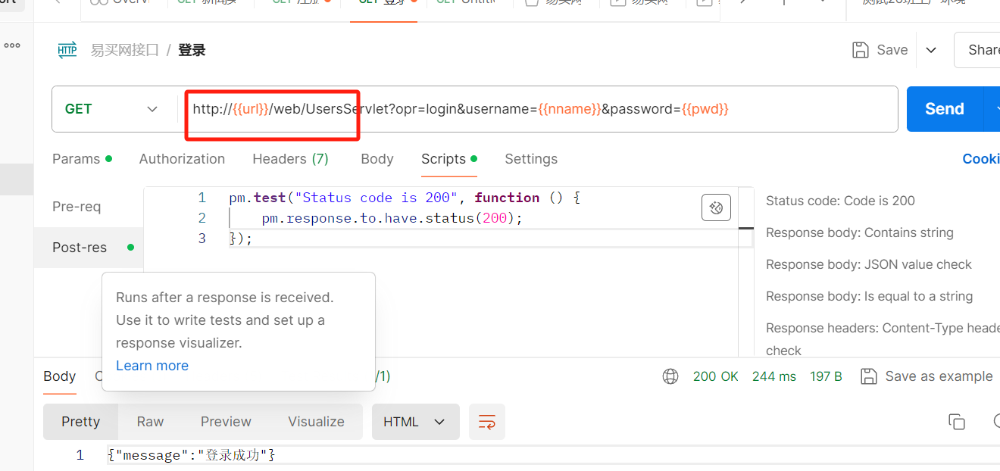 易买网接口 / 登录
Save
Share
GET
http://{{url}}/web/UsersServlet?opr=login&username={{nname}}&password={{pwd}}
Send
Params
Authorization
Headers (7)
Body
Scripts
Settings
Cooki
Pre-req
Post-res
1 pm.test("Status code is 200", function () {
2 pm.response.to.have.status(200);
3 });
Status code: Code is 200
Response body: Contains string
Response body: JSON value check
Response body: Is equal to a string
Response headers: Content-Type heade
check
Runs after a response is received.
Use it to write tests and set up a
response visualizer.
Learn more
Body
/1)
200 OK
244 ms
197 B
Save as example
Pretty
Raw
Preview
Visualize
HTML
1 {"message":"登录成功"}